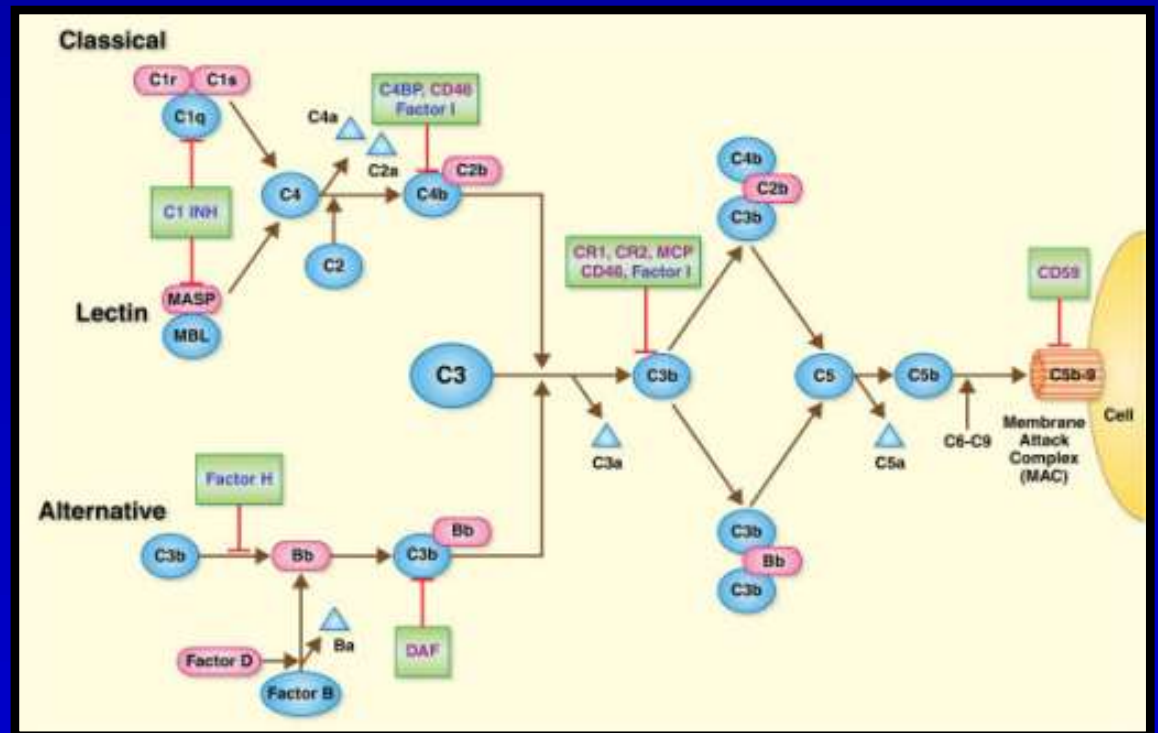 Classical
C1r
C1s
C1q
C4a
C2a
C4BP, CD46
Factor I
C2b
C4
C4b
C1 INH
C2
MASP
MBL
Lectin
C4b
C2b
C3b
CR1, CR2, MCP
CD46, Factor I
CD59
C3
C3b
C5
C5b
C5b-9
Cell
C3a
C5a
C6-C9
Membrane
Attack
Complex
(MAC)
Factor H
Alternative
C3b
Bb
C3b
Bb
C3b
Bb
C3b
Ba
DAF
Factor D
Factor B